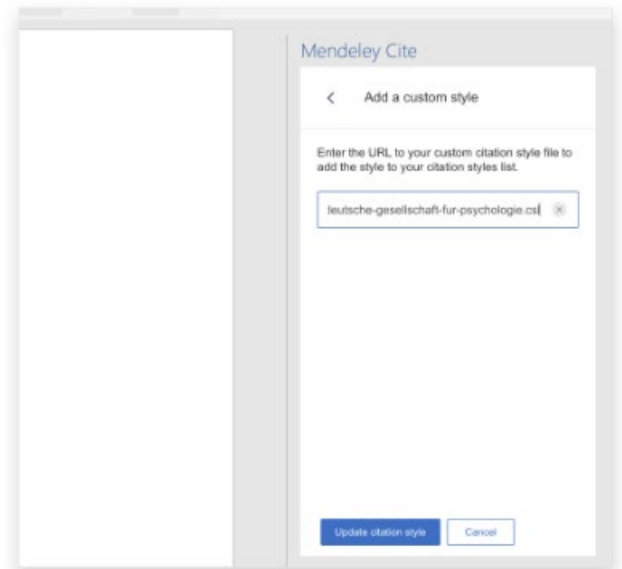 Mendeley Cite
Add a custom style
Enter the URL to your custom citation style file to
add the style to your citation styles list.
feutsche-gesellschaft-fur-psychologie.csl
Update citation style
Cancel